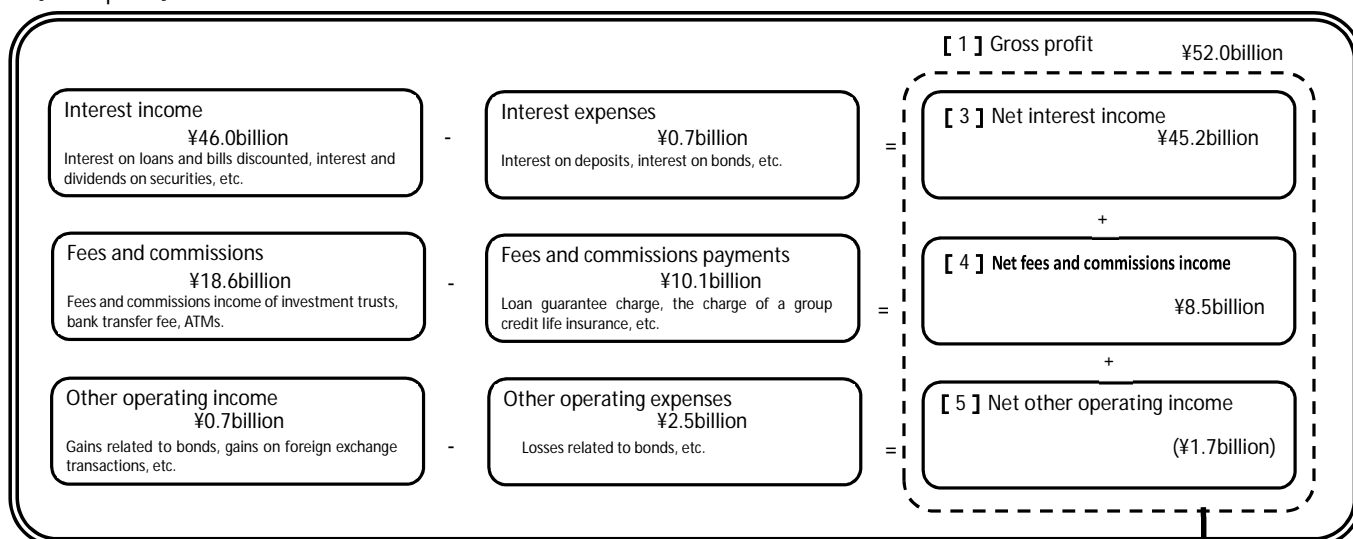 [ 1 ] Gross profit ¥52.0billion
Interest income
¥46.0billion
Interest on loans and bills discounted, interest and
dividends on securities, etc.
-
Interest expenses
¥0.7billion
Interest on deposits, interest on bonds, etc.
=
[ 3 ] Net interest income
¥45.2billion
+
Fees and commissions
¥18.6billion
Fees and commissions income of investment trusts,
bank transfer fee, ATMs.
-
Fees and commissions payments
¥10.1billion
Loan guarantee charge, the charge of a group
credit life insurance, etc.
=
[ 4 ] Net fees and commissions income
¥8.5billion
+
Other operating income
¥0.7billion
Gains related to bonds, gains on foreign exchange
transactions, etc.
-
Other operating expenses
¥2.5billion
Losses related to bonds, etc.
=
[ 5 ] Net other operating income
(¥1.7billion)